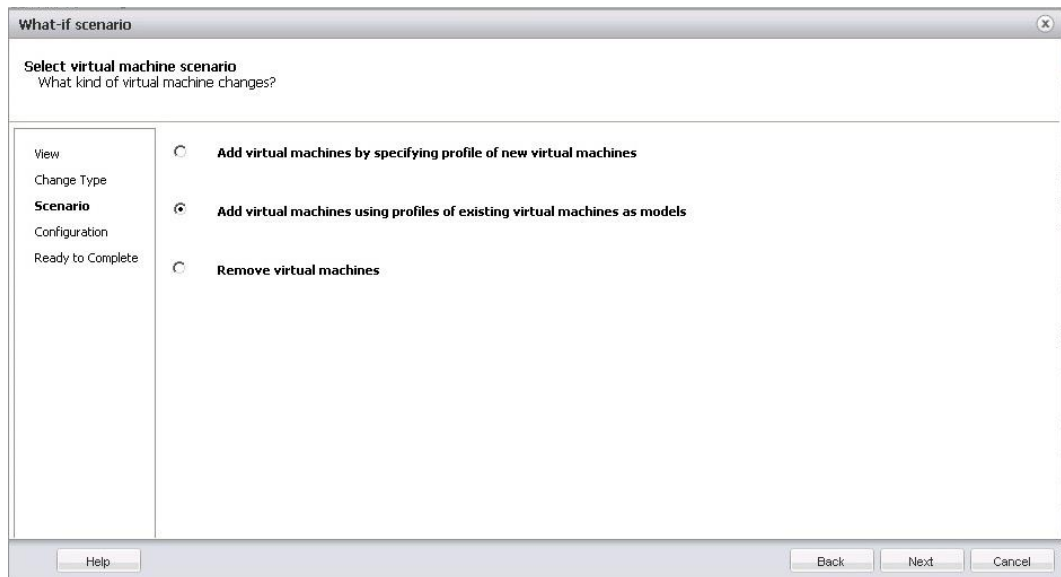 What-if scenario
Select virtual machine scenario
What kind of virtual machine changes?
View
Change Type
Scenario
Configuration
Ready to Complete
Add virtual machines by specifying profile of new virtual machines
Add virtual machines using profiles of existing virtual machines as models
Remove virtual machines
Help
Back
Next
Cancel